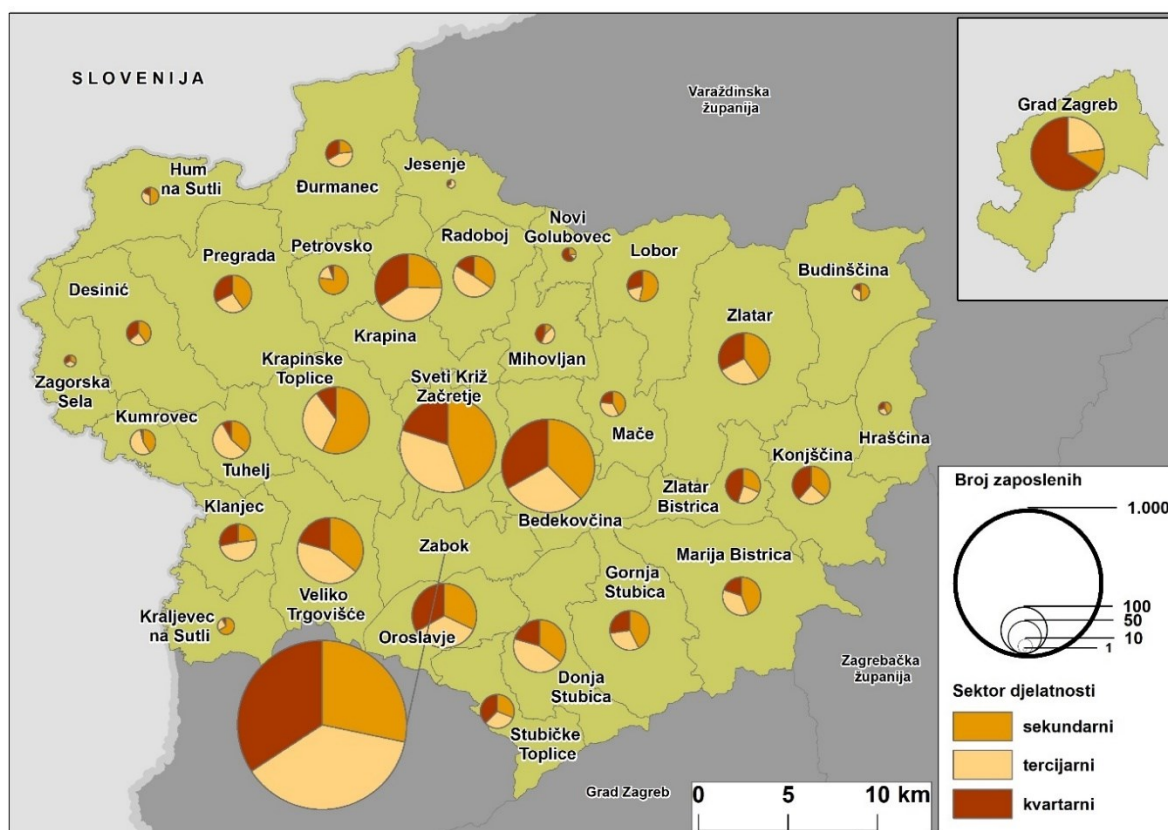 SLOVENIJA
Varaždinska
županija
Grad Zagreb
Hum
na Sutli
Đurmanec
Jesenje
Novi
Golubovec
Pregrada
Petrovsko
Radoboj
Lobor
Budinščina
Desinić
Krapina
Zlatar
Mihovljan
Zagorska
Sela
Krapinske
Toplice
Sveti Križ
Začretje
Mače
Hrašćina
Kumrovec
Tuhelj
Bedekovčina
Zlatar
Bistrica
Konjščina
Klanjec
Zabok
Marija Bistrica
Veliko
Trgovišće
Gornja
Stubica
Kraljevec
na Sutli
Oroslavje
Donja
Stubica
Stubičke
Toplice
Zagrebačka
županija
Grad Zagreb
0 5 10 km
Broj zaposlenih
1.000
100
50
10
1
Sektor djelatnosti
sekundarni
tercijarni
kvartarni